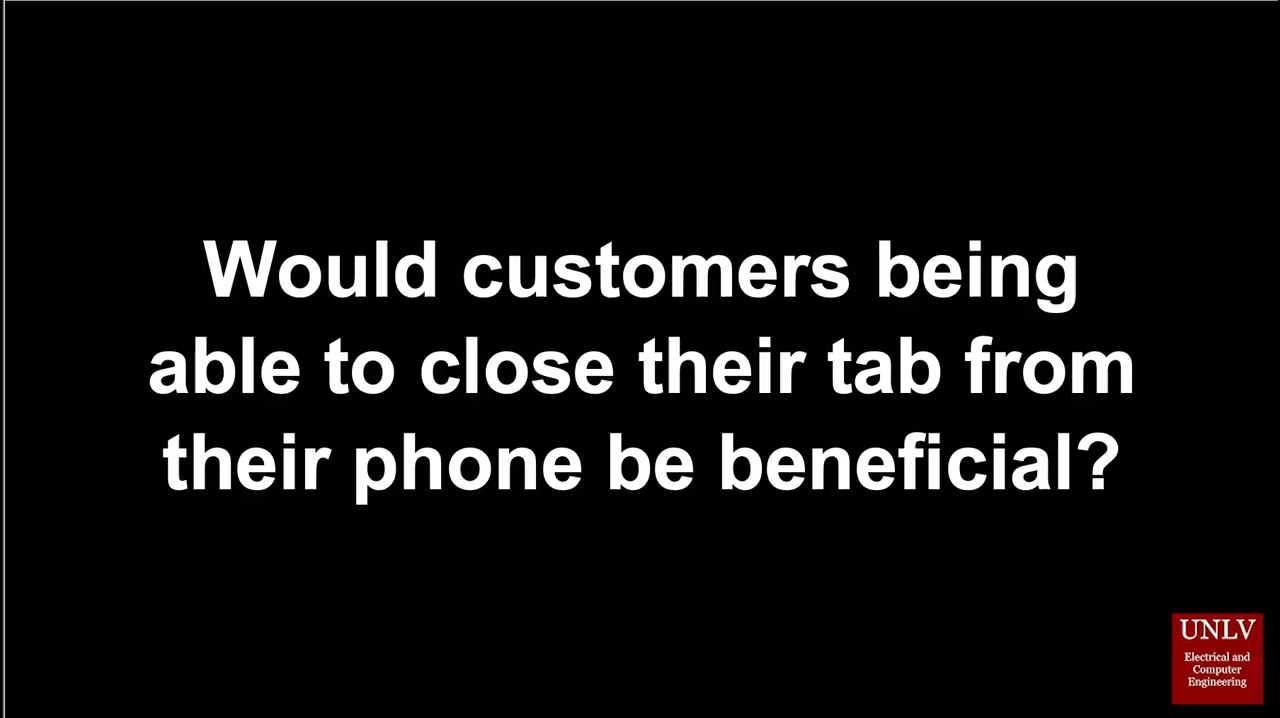 Would customers being
able to close their tab from
their phone be beneficial?
UNLV
Electrical and
Computer
Engineering